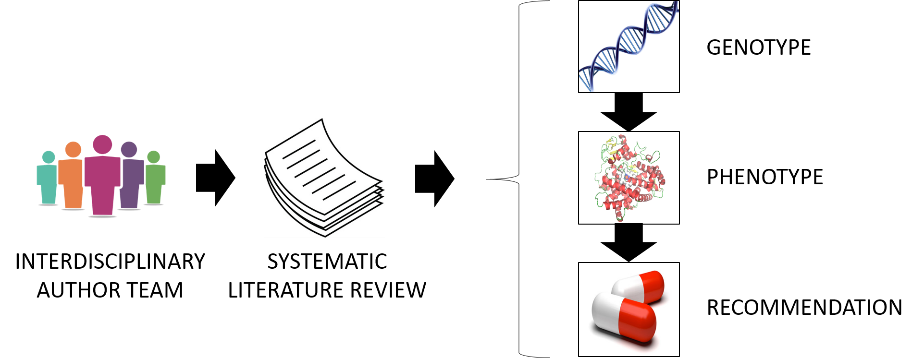 INTERDISCIPLINARY
AUTHOR TEAM
SYSTEMATIC
LITERATURE REVIEW
GENOTYPE
PHENOTYPE
RECOMMENDATION